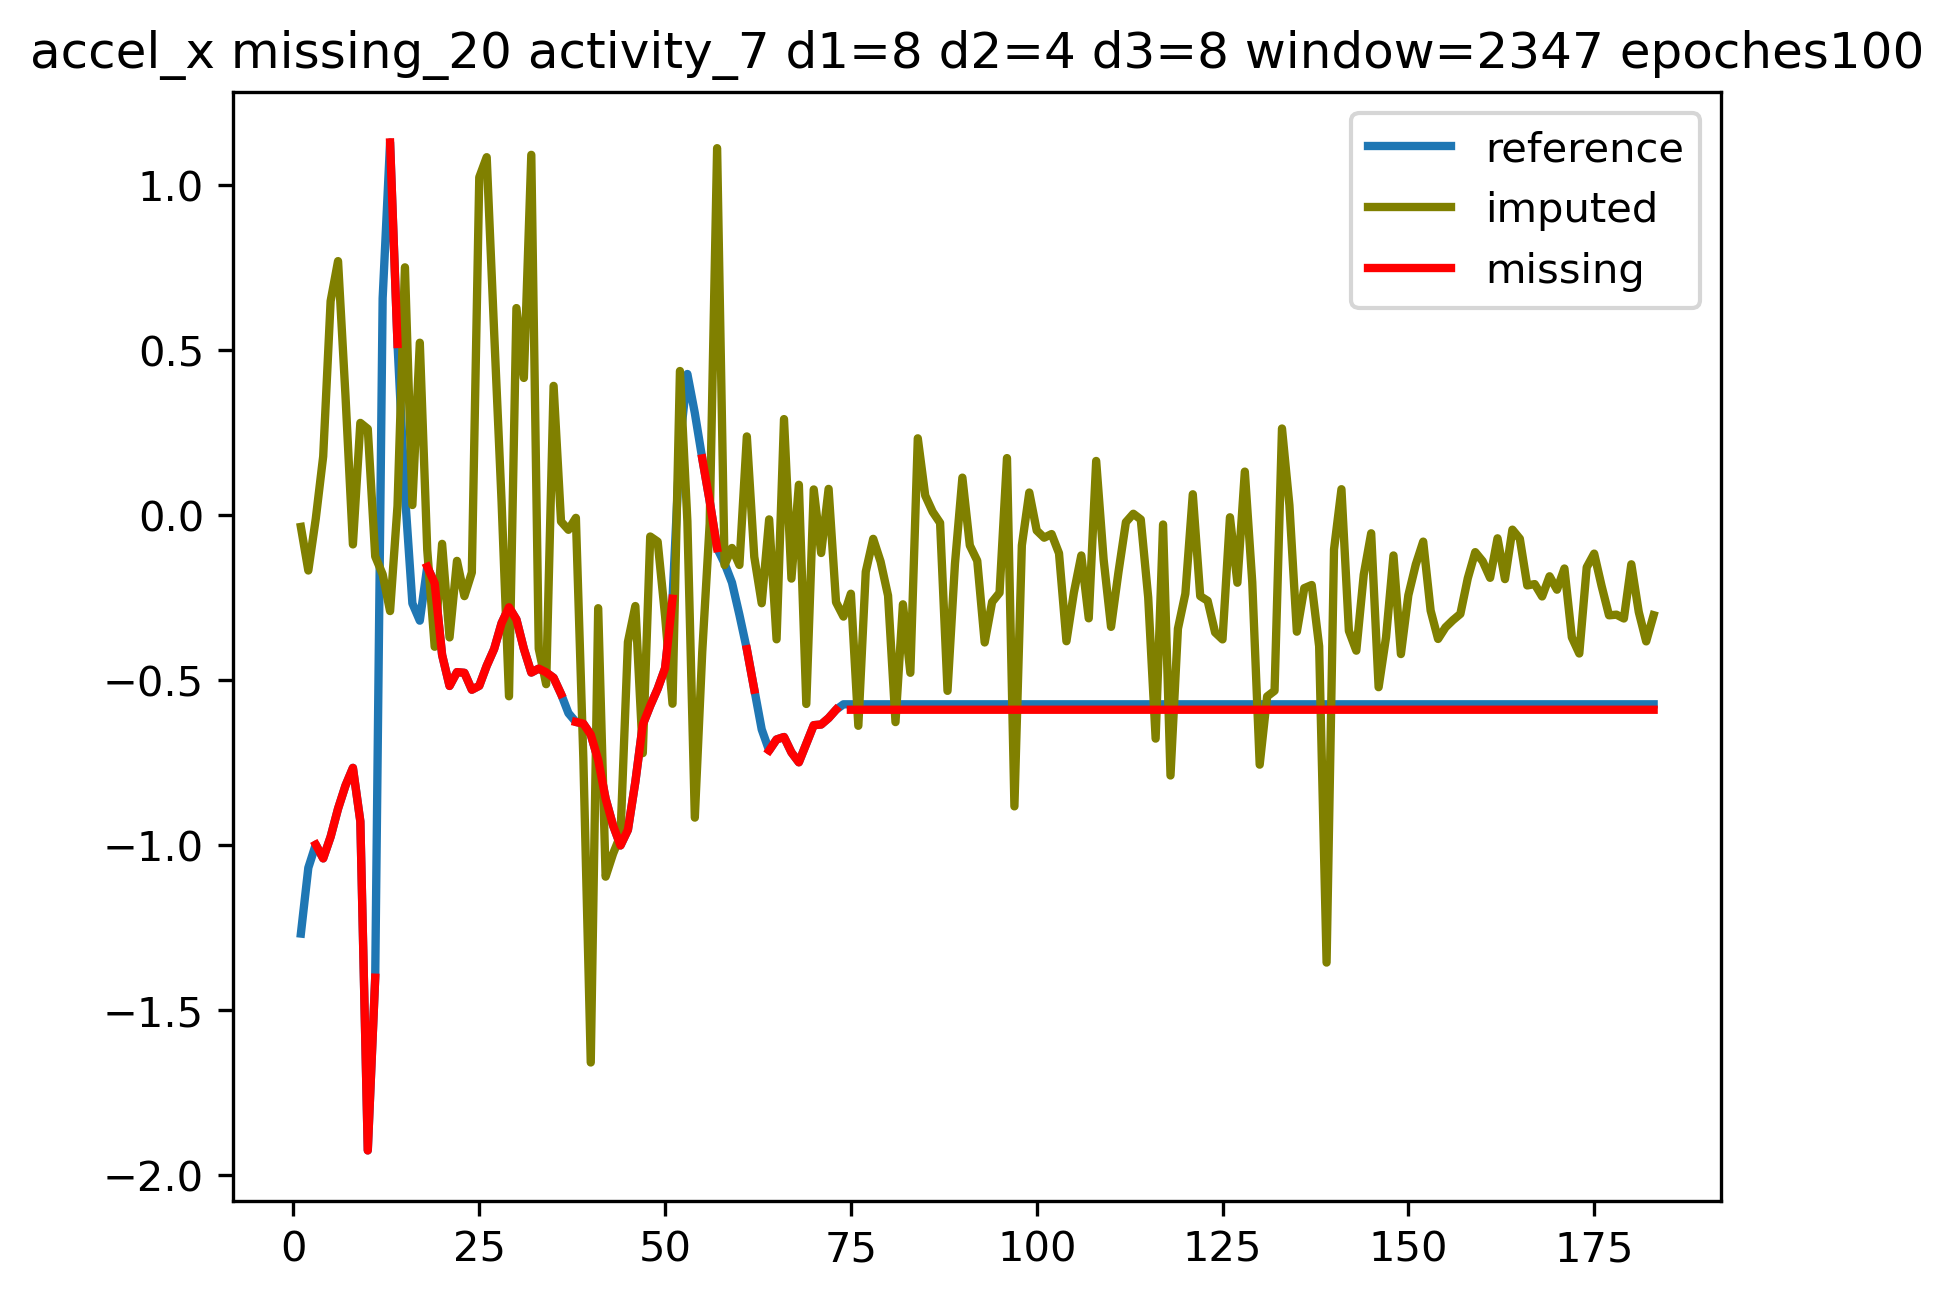 accel_x missing_20 activity_7 d1=8 d2=4 d3=8 window=2347 epoches100
reference
imputed
missing
1.0
0.5
0.0
−0.5
−1.0
−1.5
−2.0
0 25 50 75 100 125 150 175